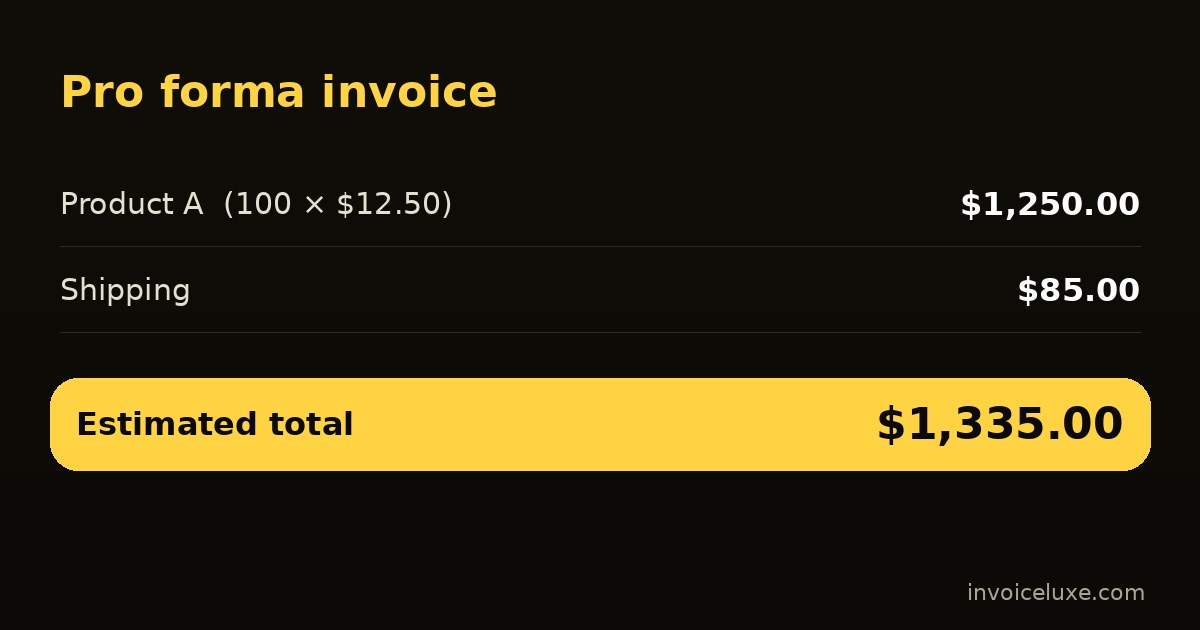 Pro forma invoice
Product A (100 × $12.50) $1,250.00
Shipping $85.00
Estimated total $1,335.00
invoiceluxe.com